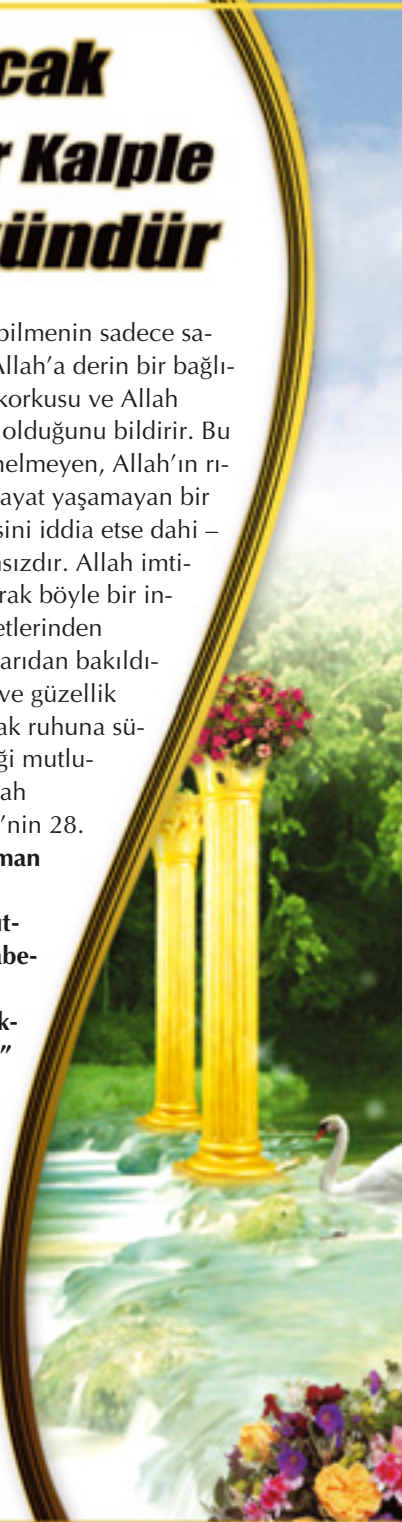 cak
r Kalple
ündür
bilmenin sadece sa-
Allah’a derin bir bağlı-
korkusu ve Allah
olduğunu bildirir. Bu
nelmeyen, Allah’ın rı-
ayat yaşamayan bir
sini iddia etse dahi –
nsızdır. Allah imti-
rak böyle bir in-
etlerinden
arıdan bakıldı-
ve güzellik
ak ruhuna sü-
ği mutlu-
ah
’nin 28.
man
ut-
abe-
k-
”